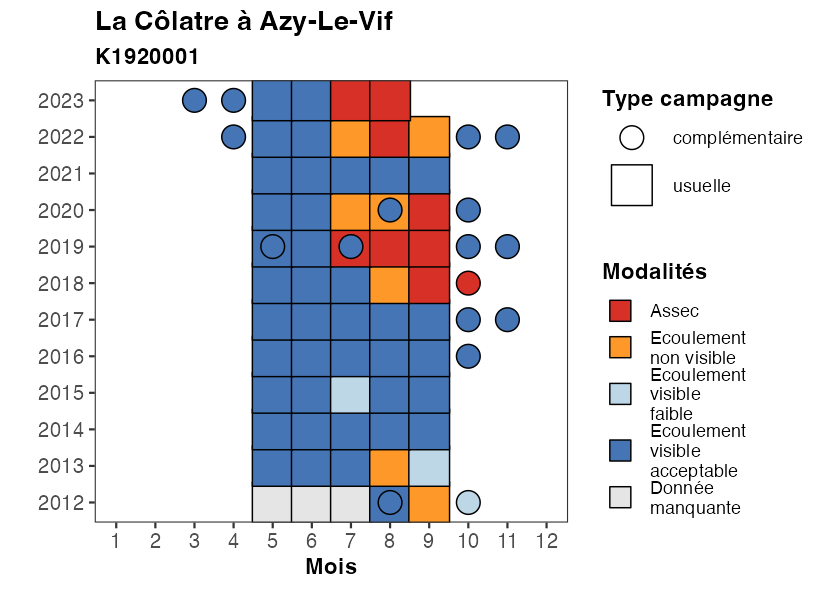 La Côlatre à Azy-Le-Vif
K1920001
2023
2022
2021
2020
2019
2018
2017
2016
2015
2014
2013
2012
1 2 3 4 5 6 7 8 9 10 11 12
Mois
Type campagne
complémentaire
usuelle
Modalités
Assec
Ecoulement
non visible
Ecoulement
visible
faible
Ecoulement
visible
acceptable
Donnée
manquante